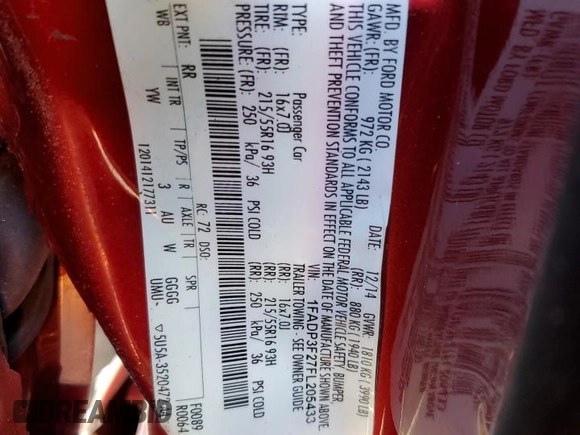 MFD. BY FORD MOTOR CO.
DATE: 12/14 GVWR: 1810 KG ( 3990 LB)
GAWR: (FR): 972 KG ( 2143 LB) (RR): 880 KG ( 1940 LB)
THIS VEHICLE CONFORMS TO ALL APPLICABLE FEDERAL MOTOR VEHICLE SAFETY, BUMPER,
AND THEFT PREVENTION STANDARDS IN EFFECT ON THE DATE OF MANUFACTURE SHOWN ABOVE.
VIN: 1FADP3F27FL205433
TYPE: Passenger Car TRAILER TOWING - SEE OWNER GUIDE
RIM: (FR): 16x7.0J (RR): 16x7.0J
TIRE: (FR): 215/55R16 93H (RR): 215/55R16 93H
PRESSURE: (FR): 250 kPa/ 36 PSI COLD (RR): 250 kPa/ 36 PSI COLD
F0089
RC: 72 DSO: R0064
EXT PNT: RR
WB INT TR TP/PS R AXLE TR SPR
YW 3 AU W GGGG
UMU-
120141217731